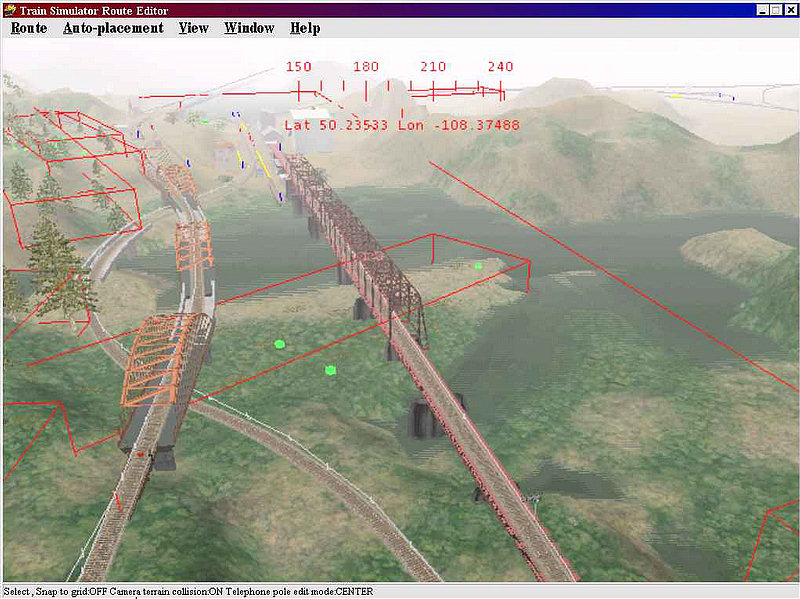 Train Simulator Route Editor
Route Auto-placement View Window Help
150 180 210 240
Lat 50.23533 Lon -108.37488
Select , Snap to grid:OFF Camera terrain collision:ON Telephone pole edit mode:CENTER